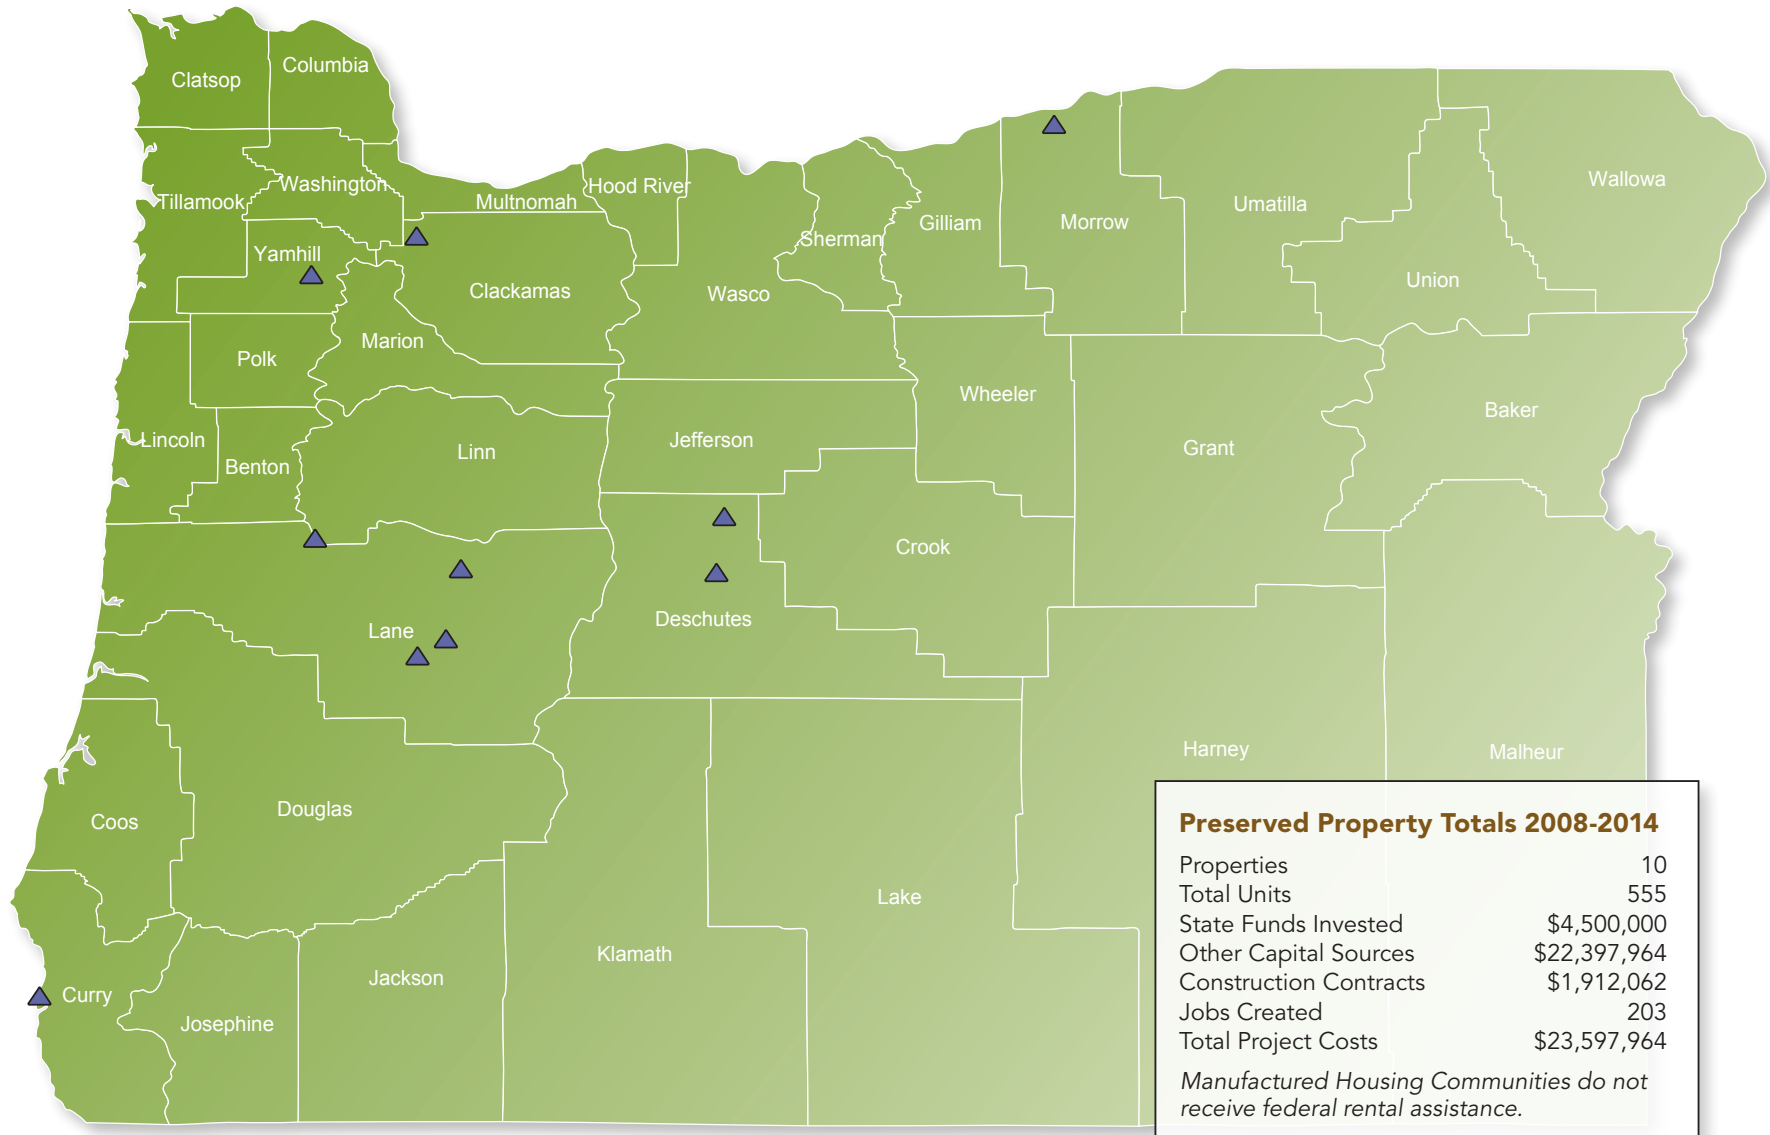 Clatsop
Columbia
Tillamook
Washington
Multnomah
Hood River
Sherman
Gilliam
Morrow
Umatilla
Wallowa
Yamhill
Clackamas
Wasco
Union
Polk
Marion
Wheeler
Baker
Lincoln
Benton
Linn
Jefferson
Grant
Crook
Lane
Deschutes
Harney
Malheur
Coos
Douglas
Lake
Klamath
Jackson
Curry
Josephine
Preserved Property Totals 2008-2014
Properties 10
Total Units 555
State Funds Invested $4,500,000
Other Capital Sources $22,397,964
Construction Contracts $1,912,062
Jobs Created 203
Total Project Costs $23,597,964
Manufactured Housing Communities do not
receive federal rental assistance.